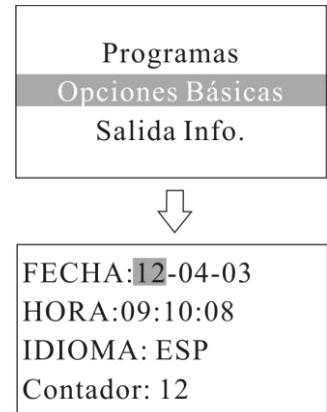 Programas
Opciones Básicas
Salida Info.
FECHA:12-04-03
HORA:09:10:08
IDIOMA: ESP
Contador: 12